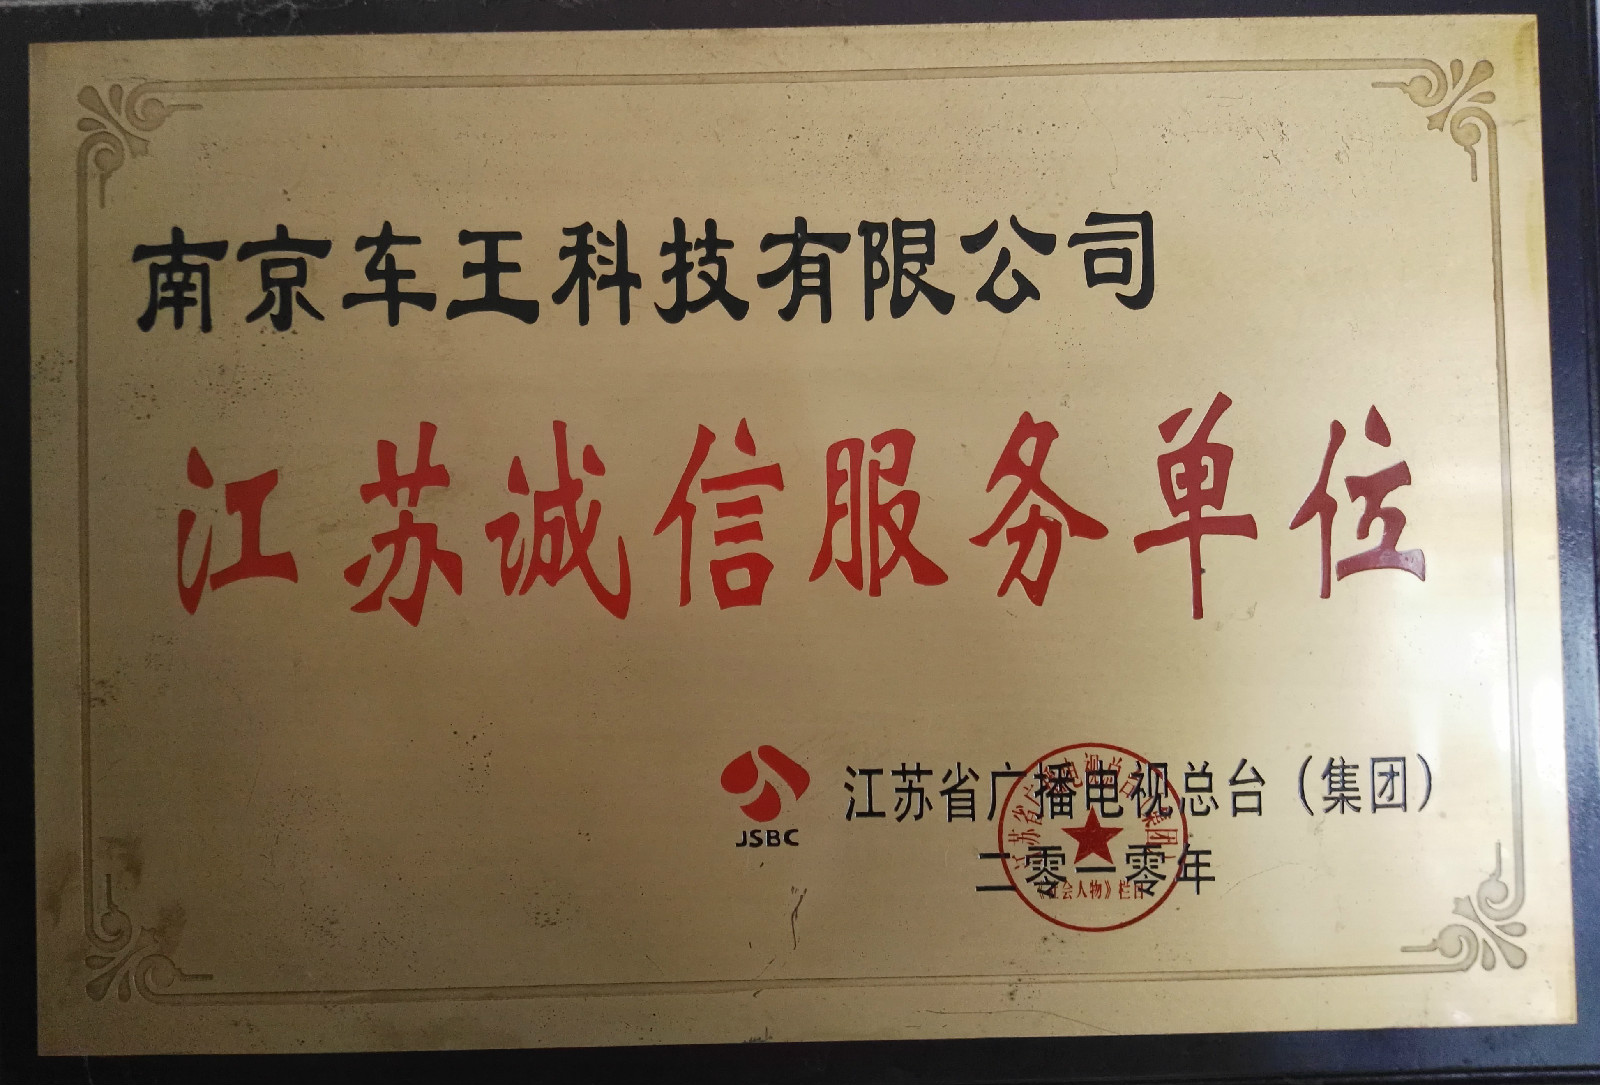 南京车王科技有限公司
江苏诚信服务单位
JSBC
江苏省广播电视总台（集团）
二零一零年